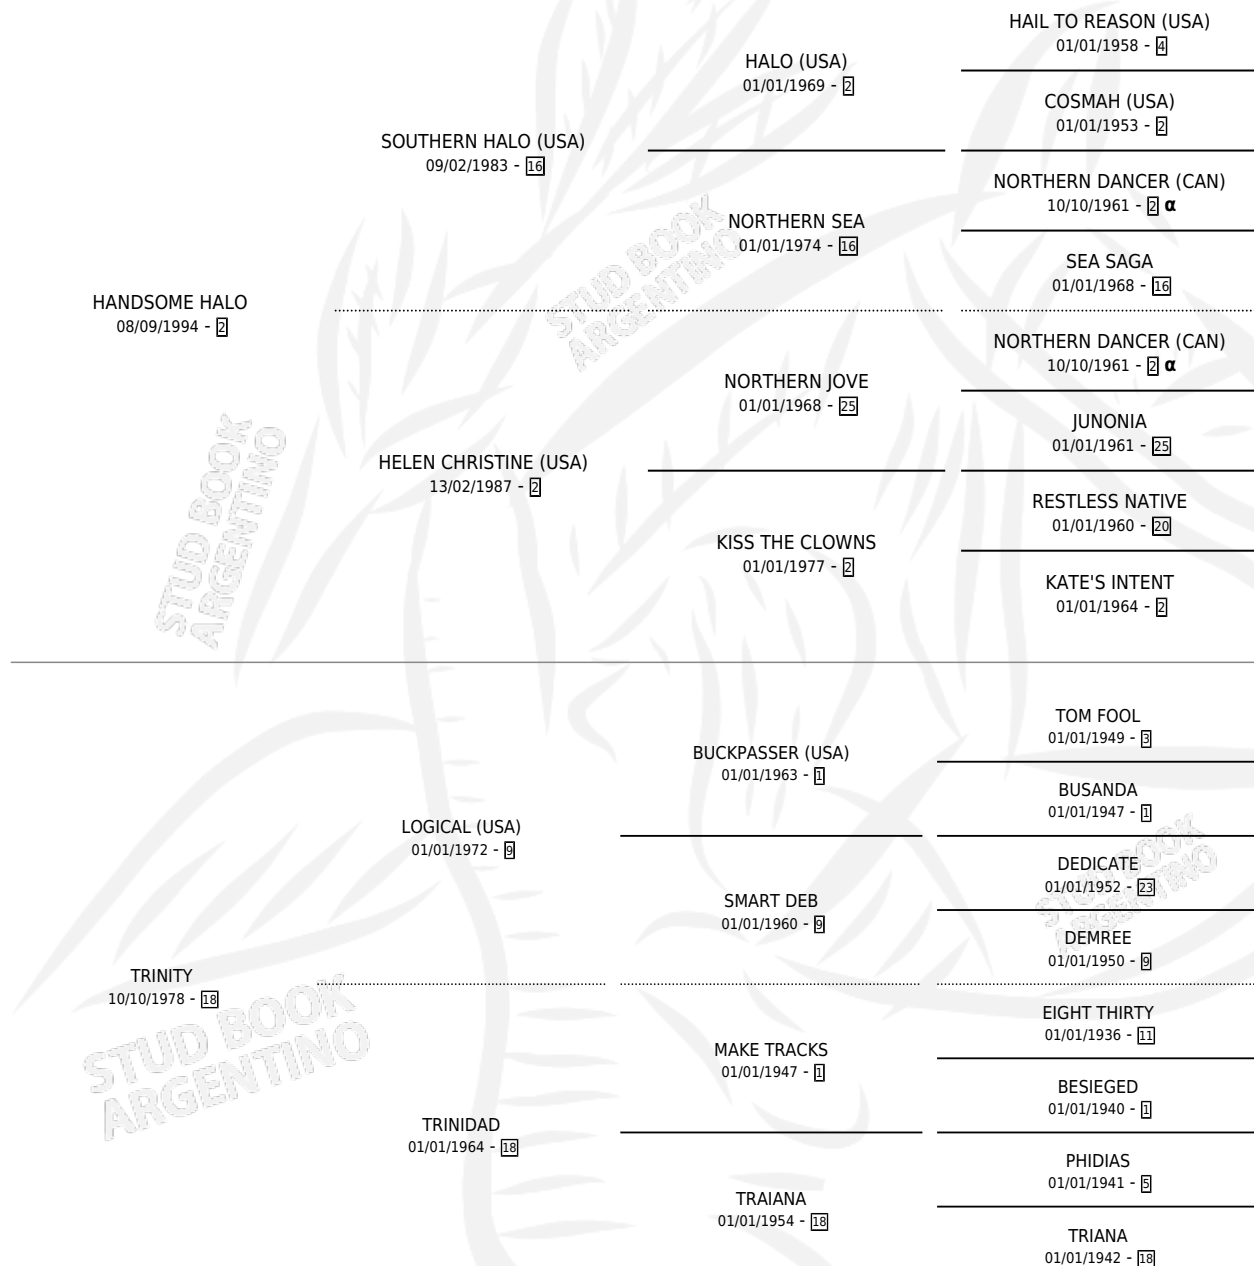 HAIL TO REASON (USA)
01/01/1958 - 4
HALO (USA)
01/01/1969 - 2
COSMAH (USA)
01/01/1953 - 2
SOUTHERN HALO (USA)
09/02/1983 - 16
NORTHERN DANCER (CAN)
10/10/1961 - 2 α
NORTHERN SEA
01/01/1974 - 16
SEA SAGA
01/01/1968 - 16
HANDSOME HALO
08/09/1994 - 2
NORTHERN DANCER (CAN)
10/10/1961 - 2 α
NORTHERN JOVE
01/01/1968 - 25
JUNONIA
01/01/1961 - 25
HELEN CHRISTINE (USA)
13/02/1987 - 2
RESTLESS NATIVE
01/01/1960 - 20
KISS THE CLOWNS
01/01/1977 - 2
KATE'S INTENT
01/01/1964 - 2
TOM FOOL
01/01/1949 - 3
BUCKPASSER (USA)
01/01/1963 - 1
BUSANDA
01/01/1947 - 1
LOGICAL (USA)
01/01/1972 - 9
DEDICATE
01/01/1952 - 23
SMART DEB
01/01/1960 - 9
DEMREE
01/01/1950 - 9
TRINITY
10/10/1978 - 18
EIGHT THIRTY
01/01/1936 - 11
MAKE TRACKS
01/01/1947 - 1
BESIEGED
01/01/1940 - 1
TRINIDAD
01/01/1964 - 18
PHIDIAS
01/01/1941 - 5
TRAIANA
01/01/1954 - 18
TRIANA
01/01/1942 - 18
STUD BOOK
ARGENTINO
STUD BOOK
ARGENTINO
STUD BOOK
ARGENTINO
STUD BOOK
ARGENTINO